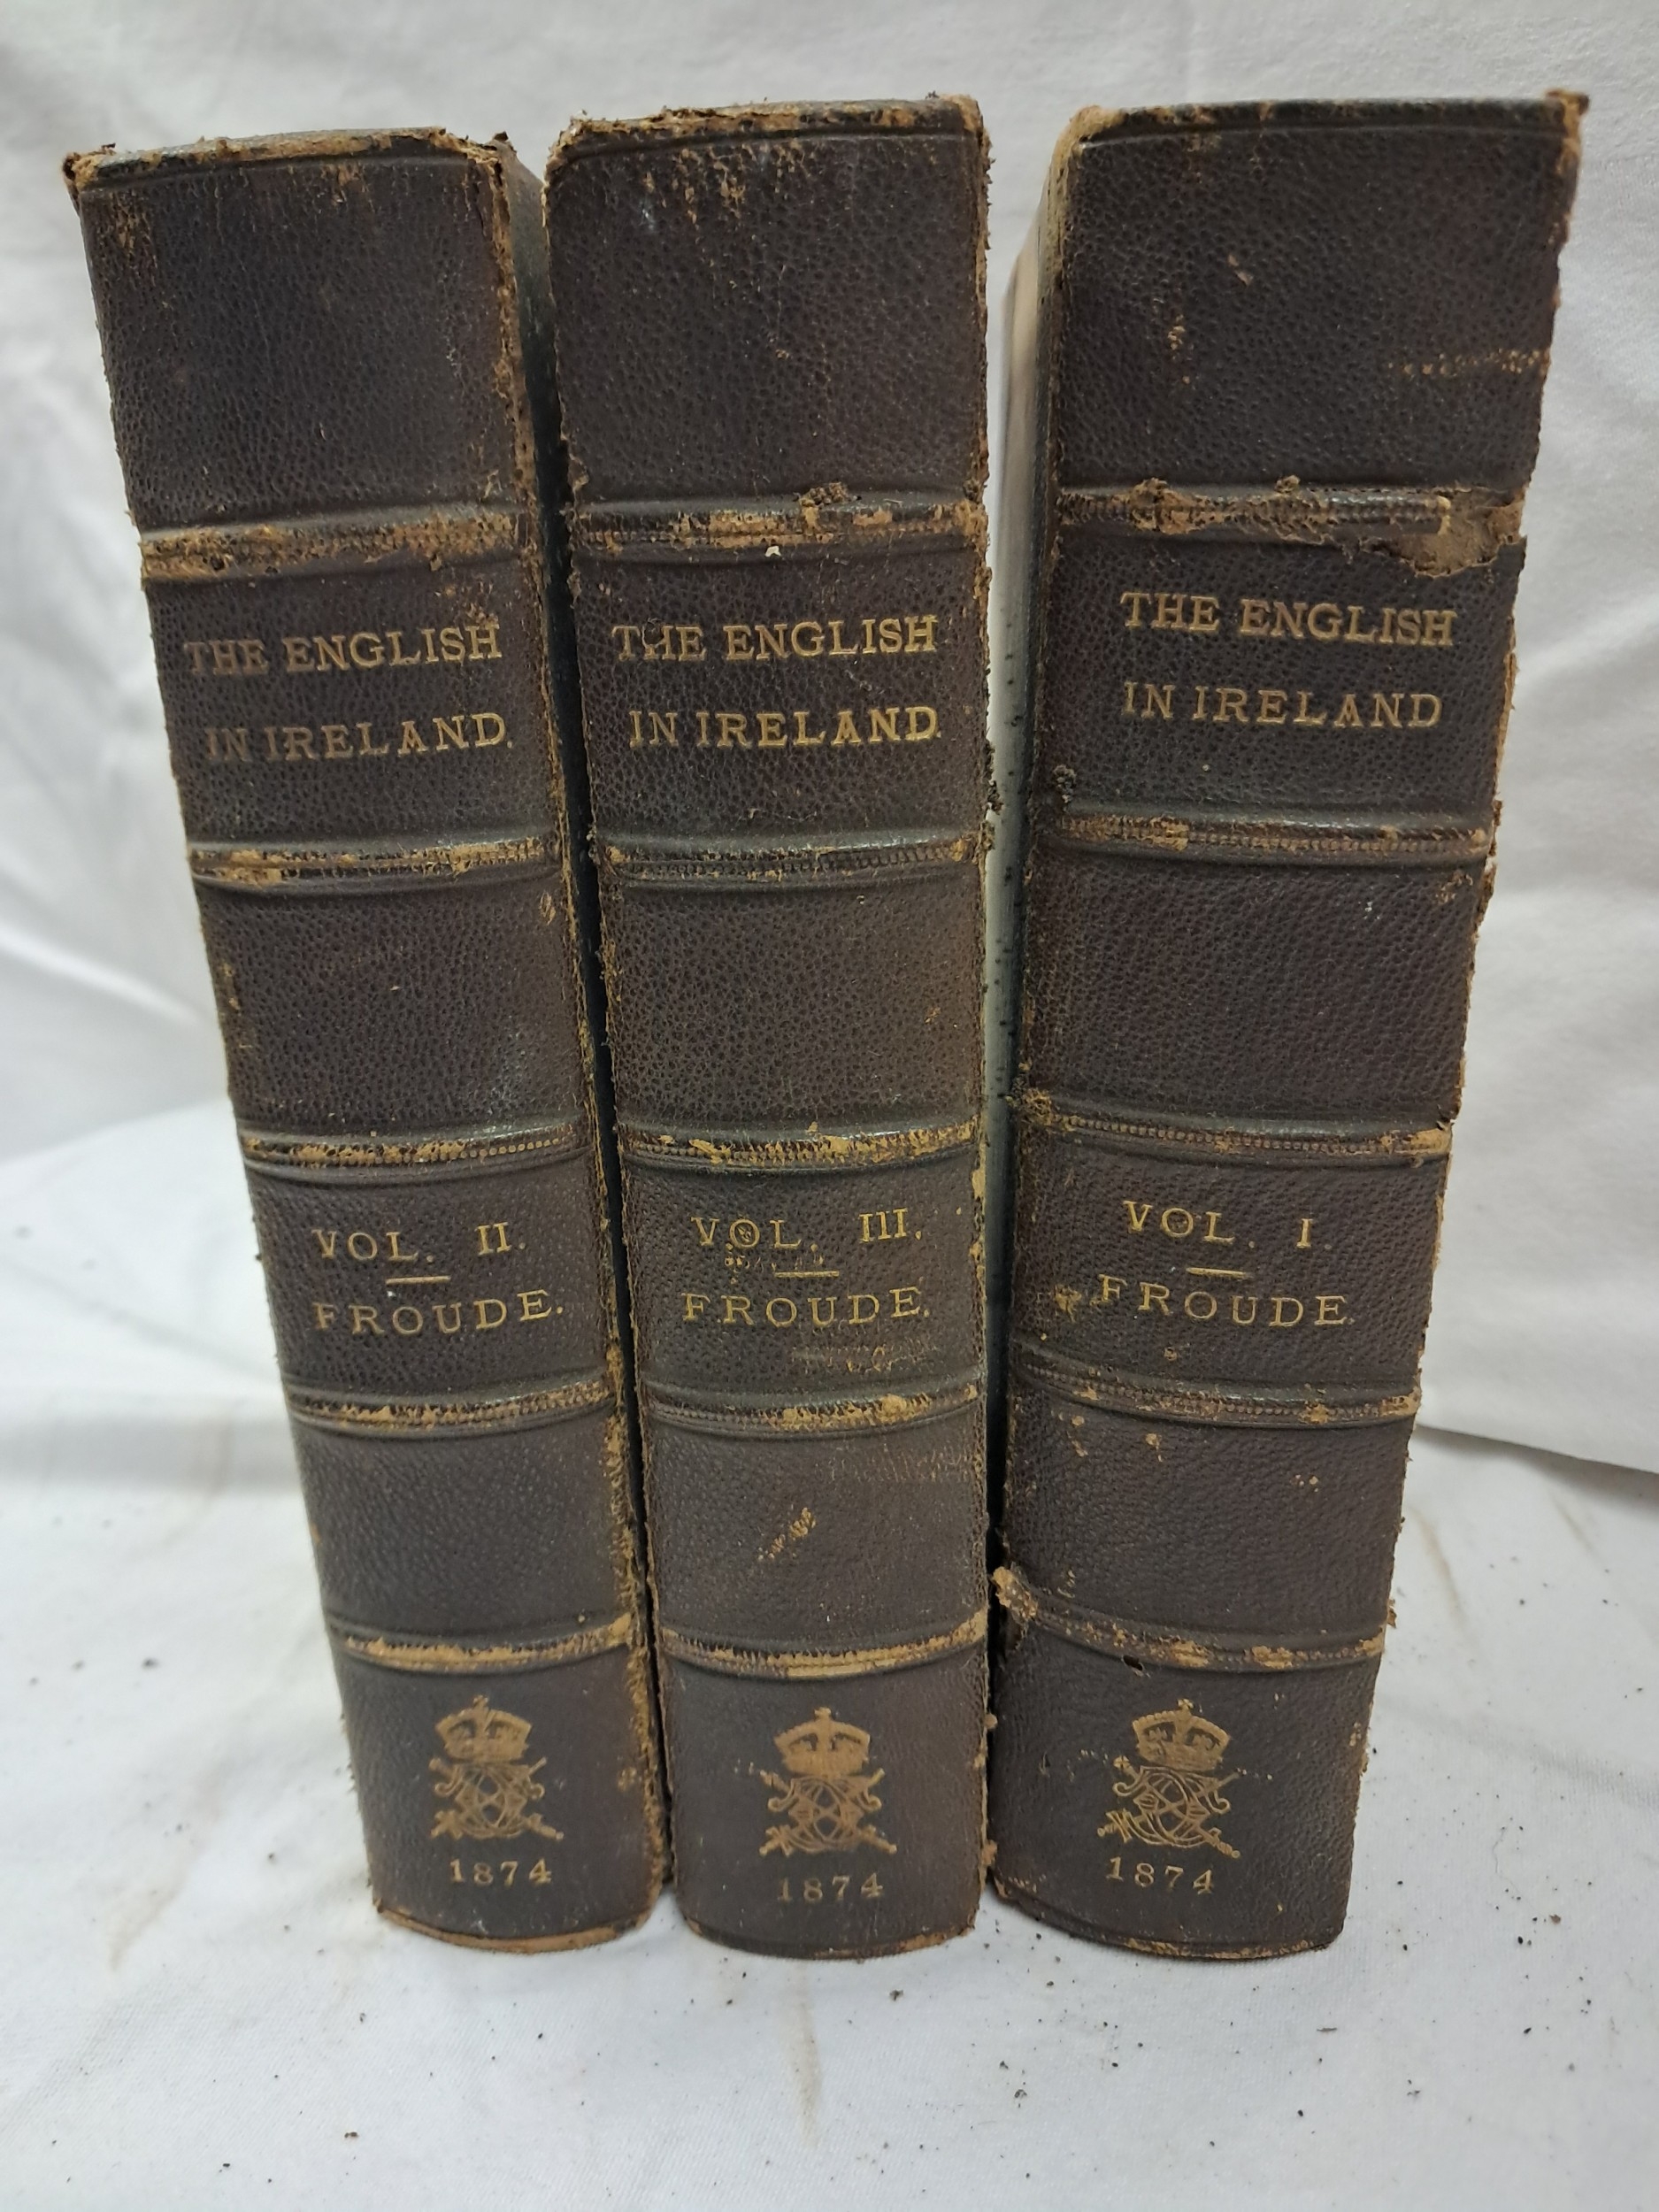 THE ENGLISH
IN IRELAND.
VOL. II.
FROUDE.
1874
THE ENGLISH
IN IRELAND.
VOL. III.
FROUDE.
1874
THE ENGLISH
IN IRELAND
VOL. I.
FROUDE.
1874